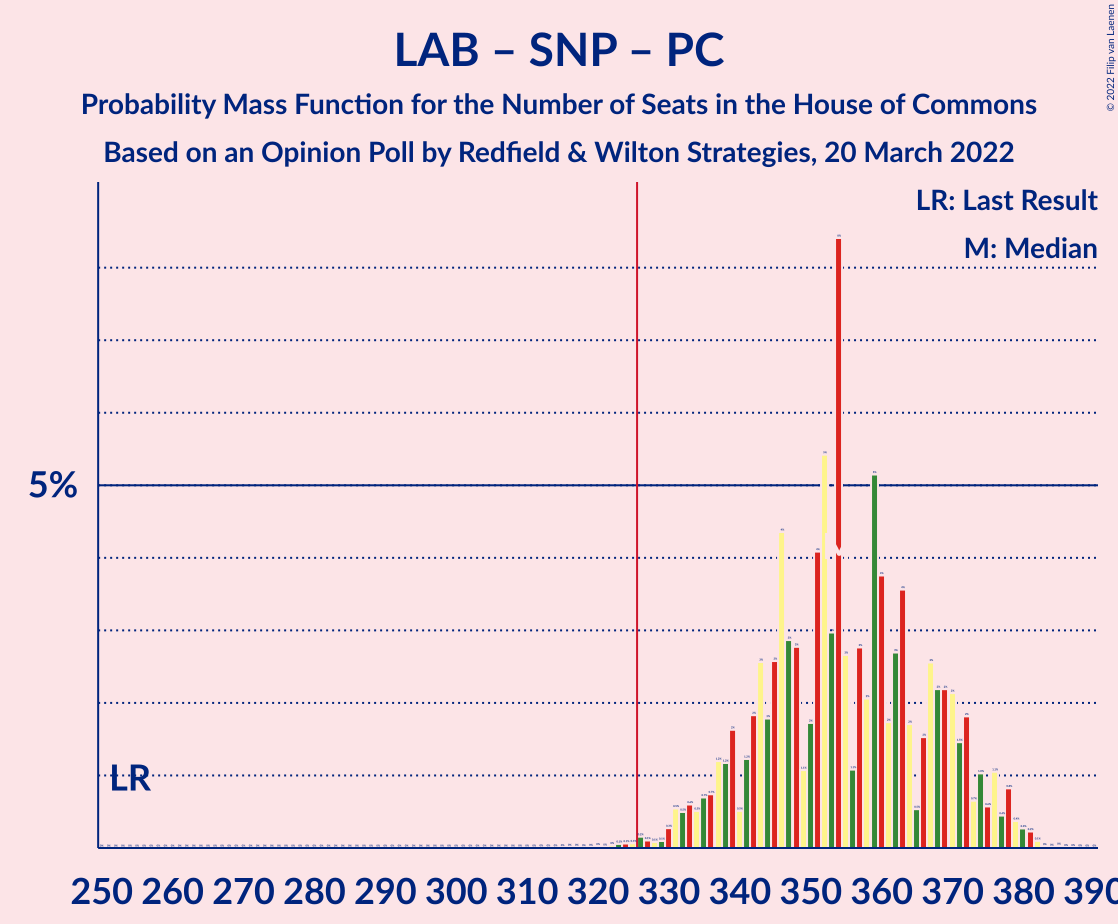 LAB – SNP – PC
Probability Mass Function for the Number of Seats in the House of Commons
Based on an Opinion Poll by Redfield & Wilton Strategies, 20 March 2022
© 2022 Filip van Laenen
LR: Last Result
M: Median
5%
LR
250 260 270 280 290 300 310 320 330 340 350 360 370 380 390